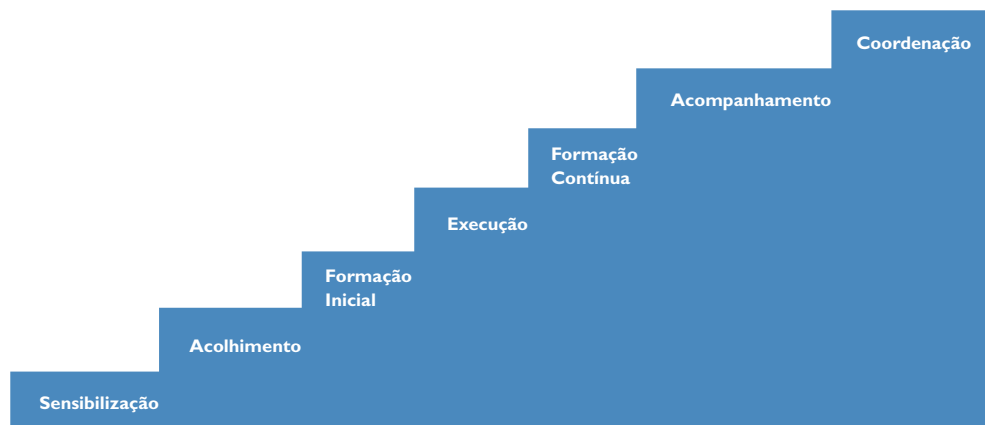 Coordenação
Acompanhamento
Formação
Contínua
Execução
Formação
Inicial
Acolhimento
Sensibilização